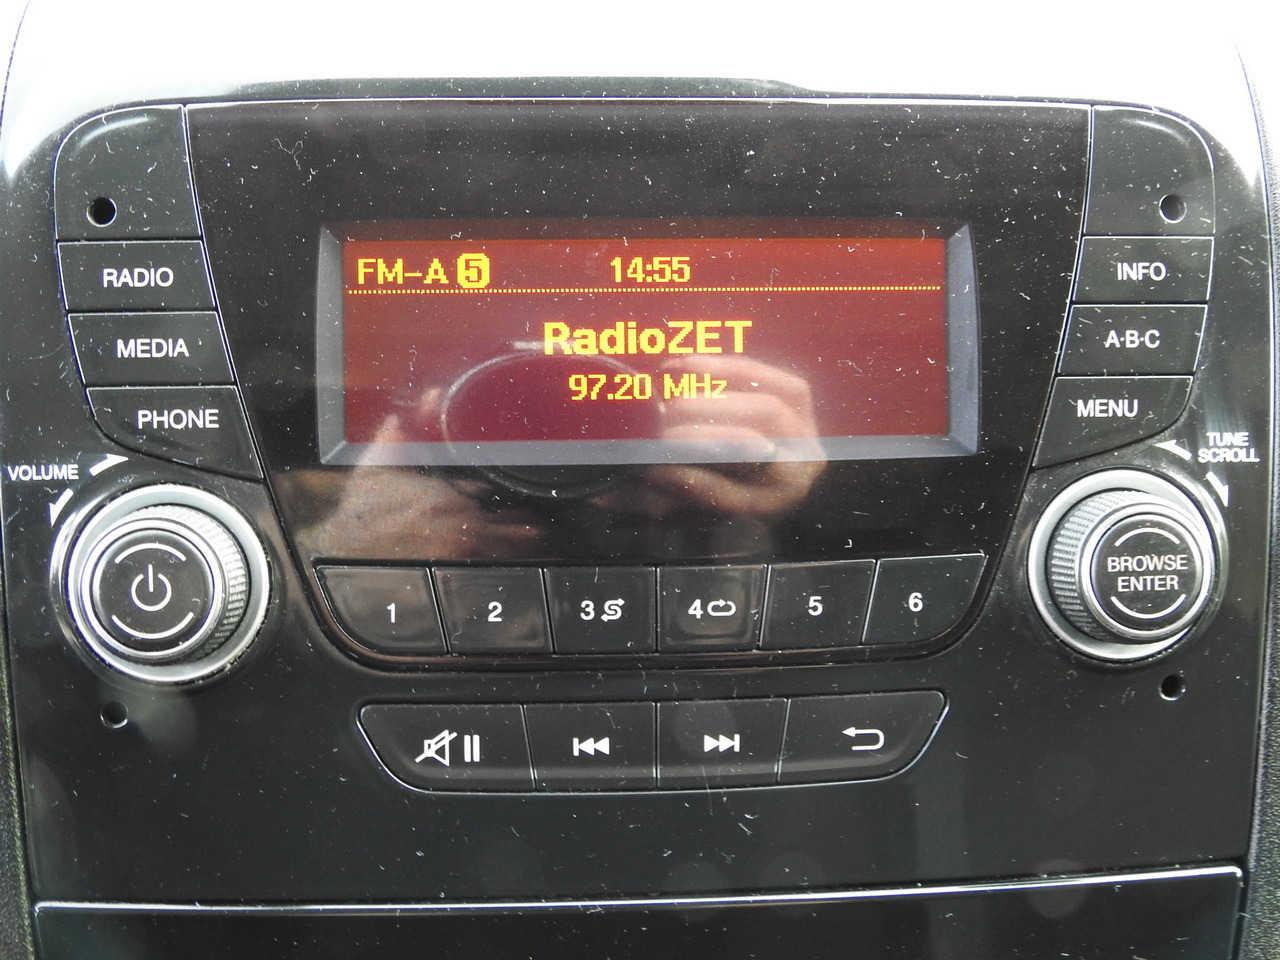 FM-A 5 14:55
RadioZET
97.20 MHz
RADIO
MEDIA
PHONE
VOLUME
INFO
A·B·C
MENU
TUNE
SCROLL
BROWSE
ENTER
1 2 3 4 5 6